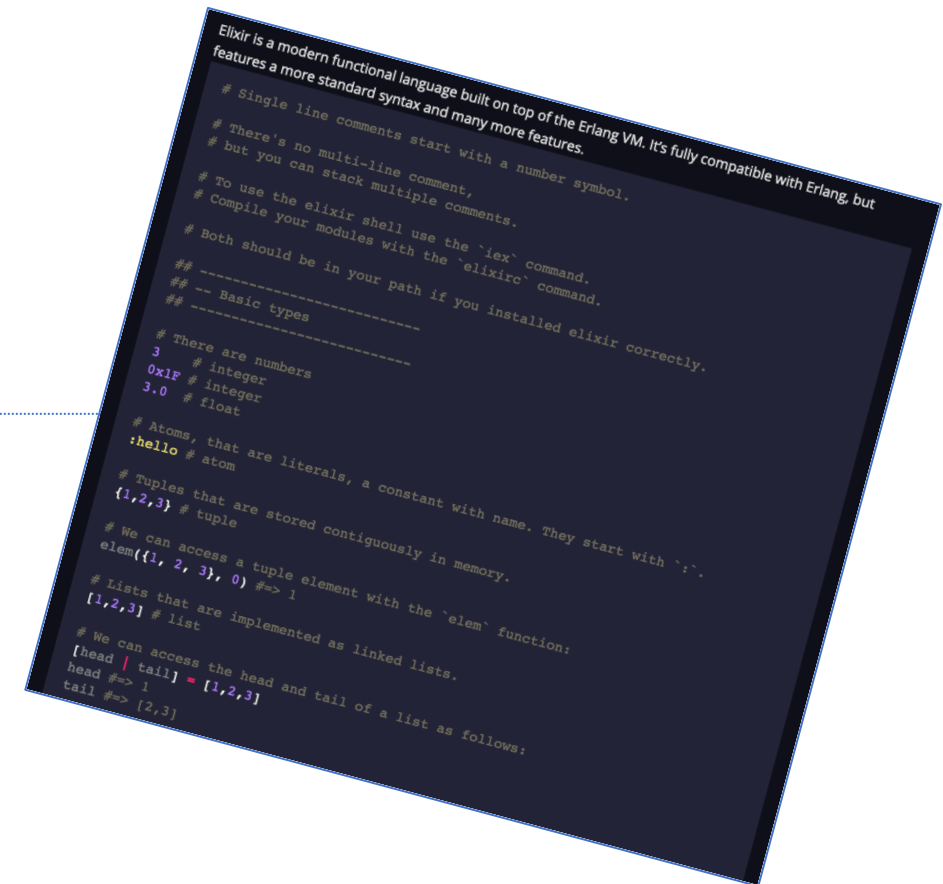 Elixir is a modern functional language built on top of the Erlang VM. It’s fully compatible with Erlang, but
features a more standard syntax and many more features.
# Single line comments start with a number symbol.
# There's no multi-line comment,
# but you can stack multiple comments.
# To use the elixir shell use the `iex` command.
# Compile your modules with the `elixirc` command.
# Both should be in your path if you installed elixir correctly.
## ---------------------------
## -- Basic types
## ---------------------------
# There are numbers
3    # integer
0x1F # integer
3.0  # float
# Atoms, that are literals, a constant with name. They start with `:`.
:hello # atom
# Tuples that are stored contiguously in memory.
{1,2,3} # tuple
# We can access a tuple element with the `elem` function:
elem({1, 2, 3}, 0) #=> 1
# Lists that are implemented as linked lists.
[1,2,3] # list
# We can access the head and tail of a list as follows:
[head | tail] = [1,2,3]
head #=> 1
tail #=> [2,3]